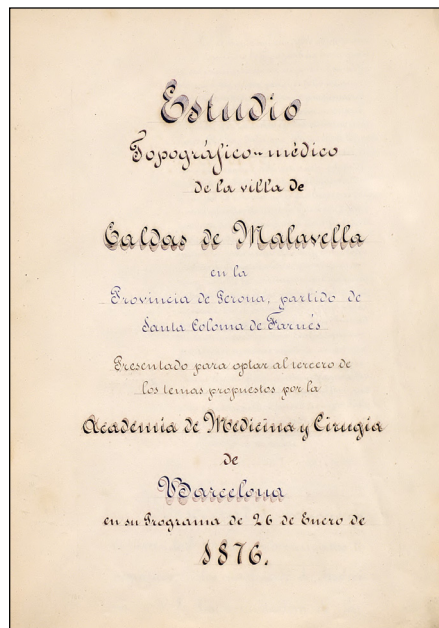 Estudio
Topográfico-médico
de la villa de
Caldas de Malavella
en la
Provincia de Gerona, partido de
Santa Coloma de Farnés
Presentado para optar al tercero de
los temas propuestos por la
Academia de Medicina y Cirugía
de
Barcelona
en su Programa de 26 de Enero de
1876.